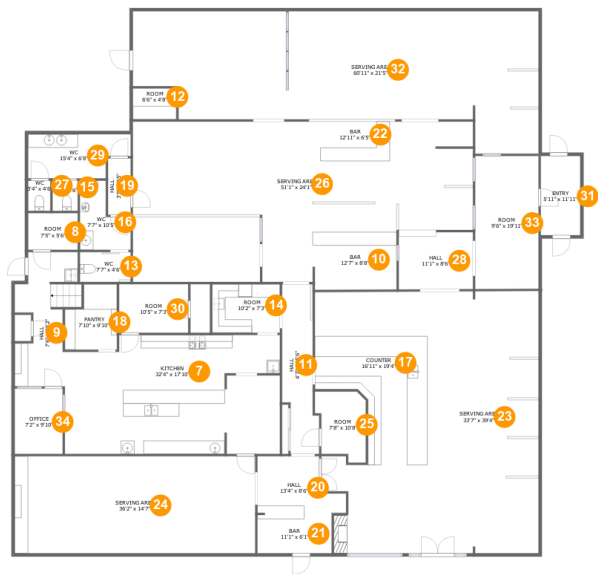 SERVING AREA 32
60'11" x 21'5"
ROOM 12
6'6" x 4'8"
BAR 22
12'11" x 6'5"
WC 29
15'4" x 6'8"
HALL 19
SERVING AREA 26
51'1" x 24'1"
WC 27
3'4" x 4'6"
15
ENTRY 31
5'11" x 11'11"
ROOM 33
9'6" x 19'11"
WC 16
7'7" x 10'5"
ROOM 8
7'5" x 5'6"
BAR 10
12'7" x 8'8"
HALL 28
11'1" x 8'6"
WC 13
7'7" x 4'6"
ROOM 30
10'5" x 7'3"
ROOM 14
10'2" x 7'3"
PANTRY 18
7'10" x 9'10"
HALL 9
KITCHEN 7
32'4" x 17'10"
HALL 11
COUNTER 17
16'11" x 19'4"
OFFICE 34
7'2" x 9'10"
ROOM 25
7'8" x 10'8"
SERVING AREA 23
33'7" x 39'4"
HALL 20
13'4" x 8'6"
SERVING AREA 24
36'2" x 14'7"
BAR 21
11'1" x 6'1"